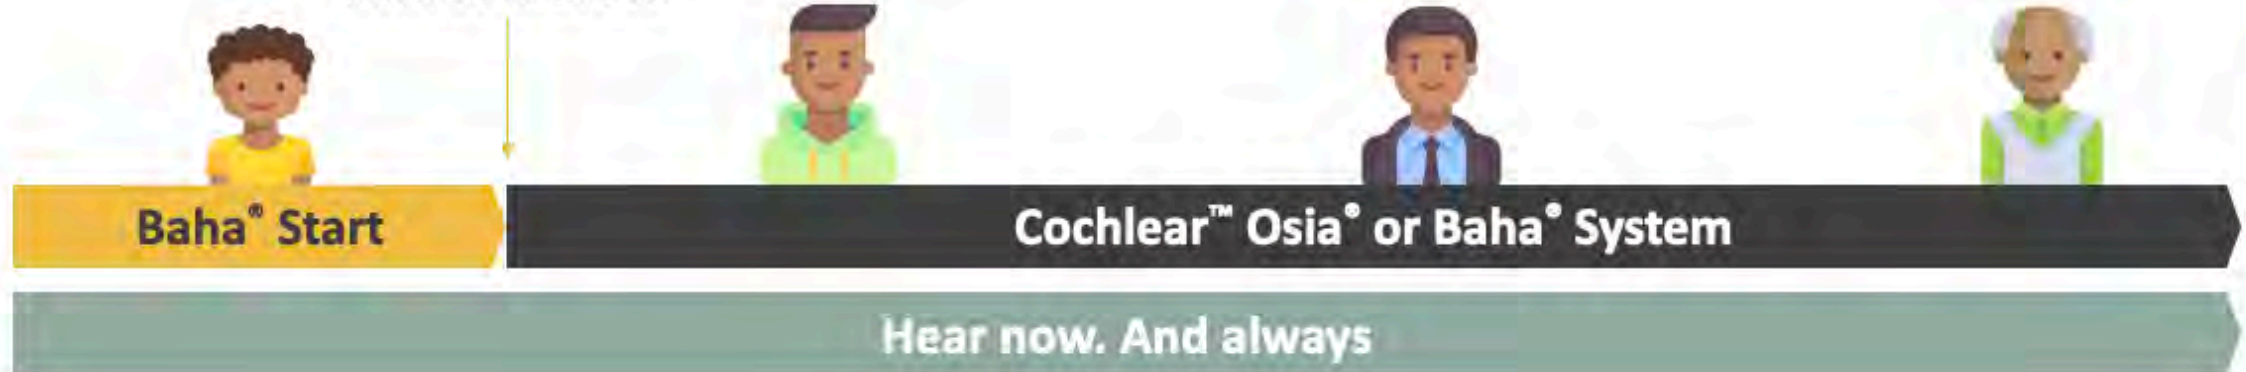 Baha® Start
Cochlear™ Osia® or Baha® System
Hear now. And always